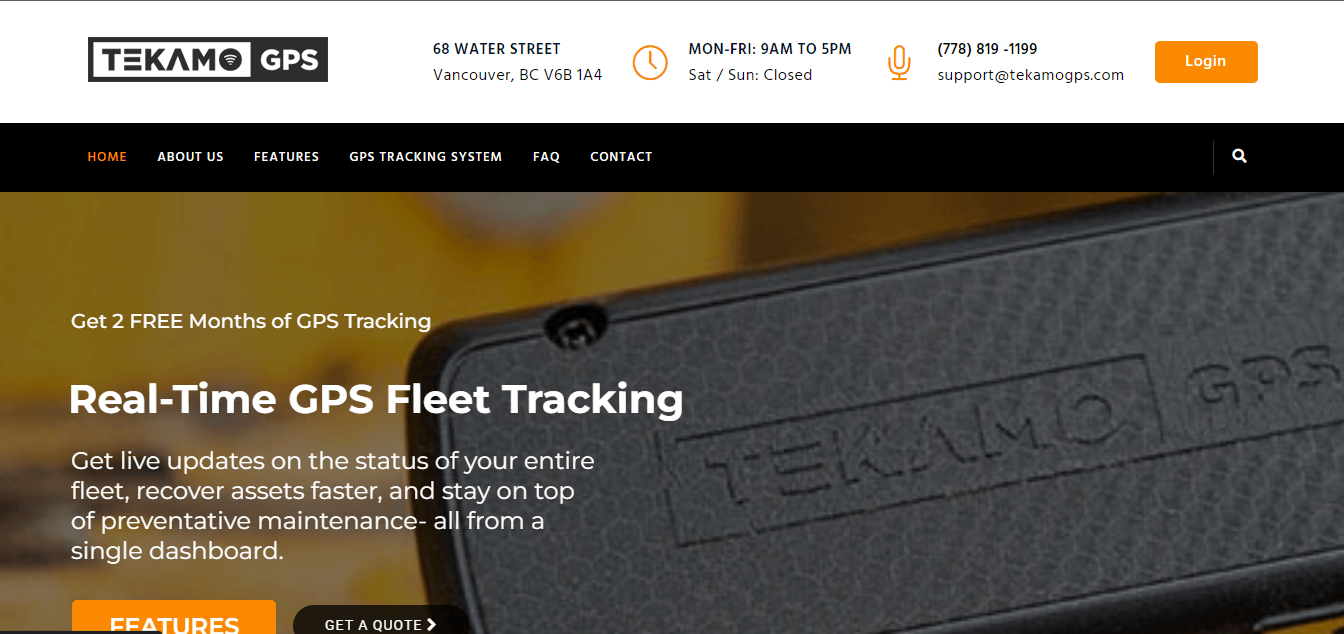 TEKAMO GPS
68 WATER STREET
Vancouver, BC V6B 1A4
MON-FRI: 9AM TO 5PM
Sat / Sun: Closed
(778) 819 -1199
support@tekamogps.com
Login
HOME ABOUT US FEATURES GPS TRACKING SYSTEM FAQ CONTACT
Get 2 FREE Months of GPS Tracking
Real-Time GPS Fleet Tracking
Get live updates on the status of your entire
fleet, recover assets faster, and stay on top
of preventative maintenance- all from a
single dashboard.
TEKAMO GPS
FEATURES
GET A QUOTE